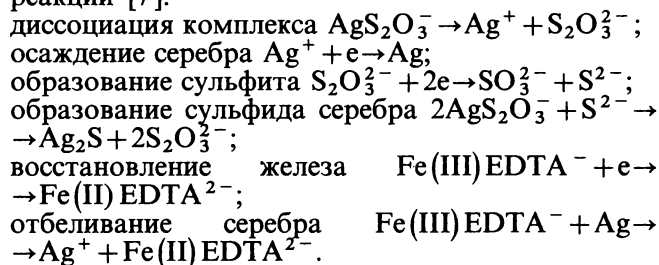 реакции [7]:
диссоциация комплекса AgS₂O₃⁻→Ag⁺+S₂O₃²⁻;
осаждение серебра Ag⁺+e→Ag;
образование сульфита S₂O₃²⁻+2e→SO₃²⁻+S²⁻;
образование сульфида серебра 2AgS₂O₃⁻+S²⁻→
→Ag₂S+2S₂O₃²⁻;
восстановление железа Fe(III)EDTA⁻+e→
→Fe(II)EDTA²⁻;
отбеливание серебра Fe(III)EDTA⁻+Ag→
→Ag⁺+Fe(II)EDTA²⁻.